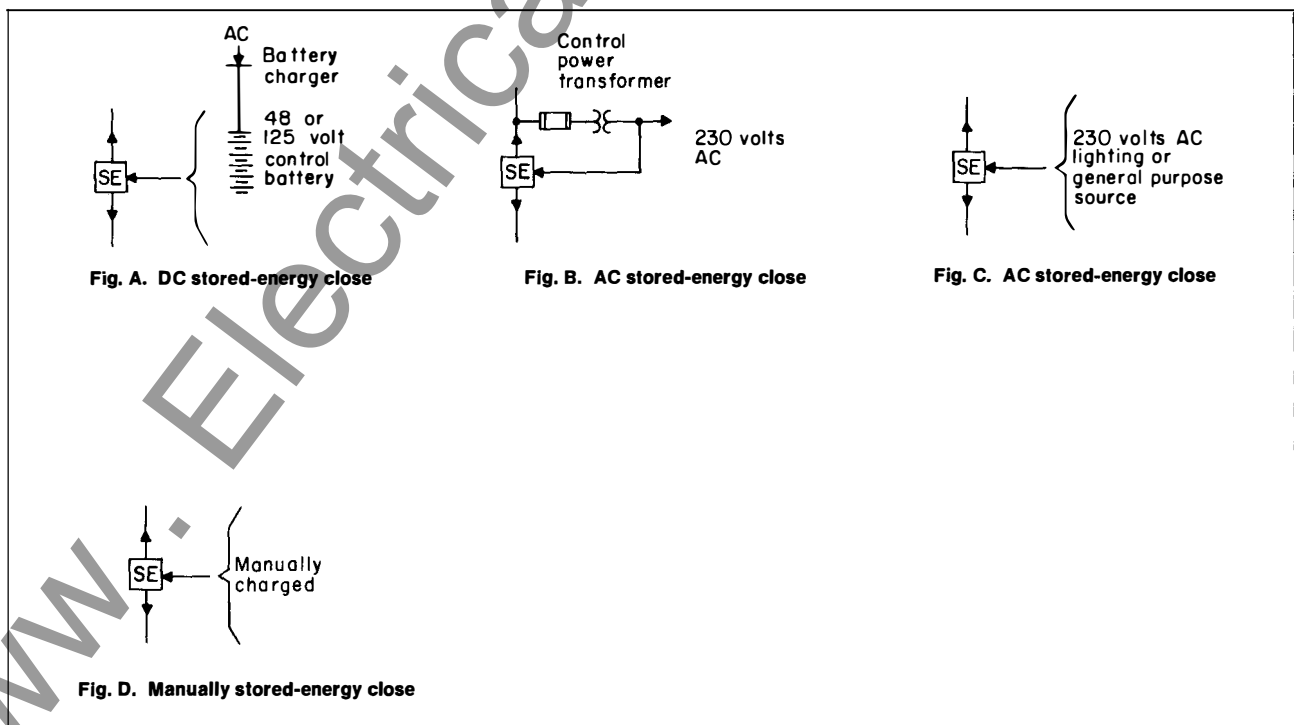 AC
Battery
charger
48 or
125 volt
control
battery
SE
Fig. A. DC stored-energy close
Control
power
transformer
230 volts
AC
SE
Fig. B. AC stored-energy close
230 volts AC
lighting or
general purpose
source
SE
Fig. C. AC stored-energy close
Manually
charged
SE
Fig. D. Manually stored-energy close
ww . Electrica